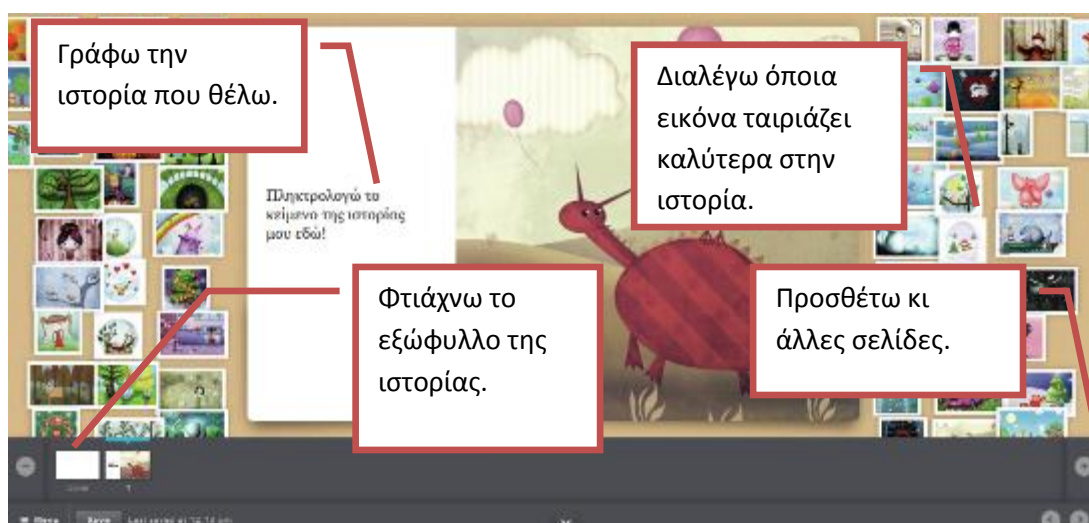 Γράφω την
ιστορία που θέλω.
Διαλέγω όποια
εικόνα ταιριάζει
καλύτερα στην
ιστορία.
Πληκτρολογώ το
κείμενο της ιστορίας
μου εδώ!
Φτιάχνω το
εξώφυλλο της
ιστορίας.
Προσθέτω κι
άλλες σελίδες.